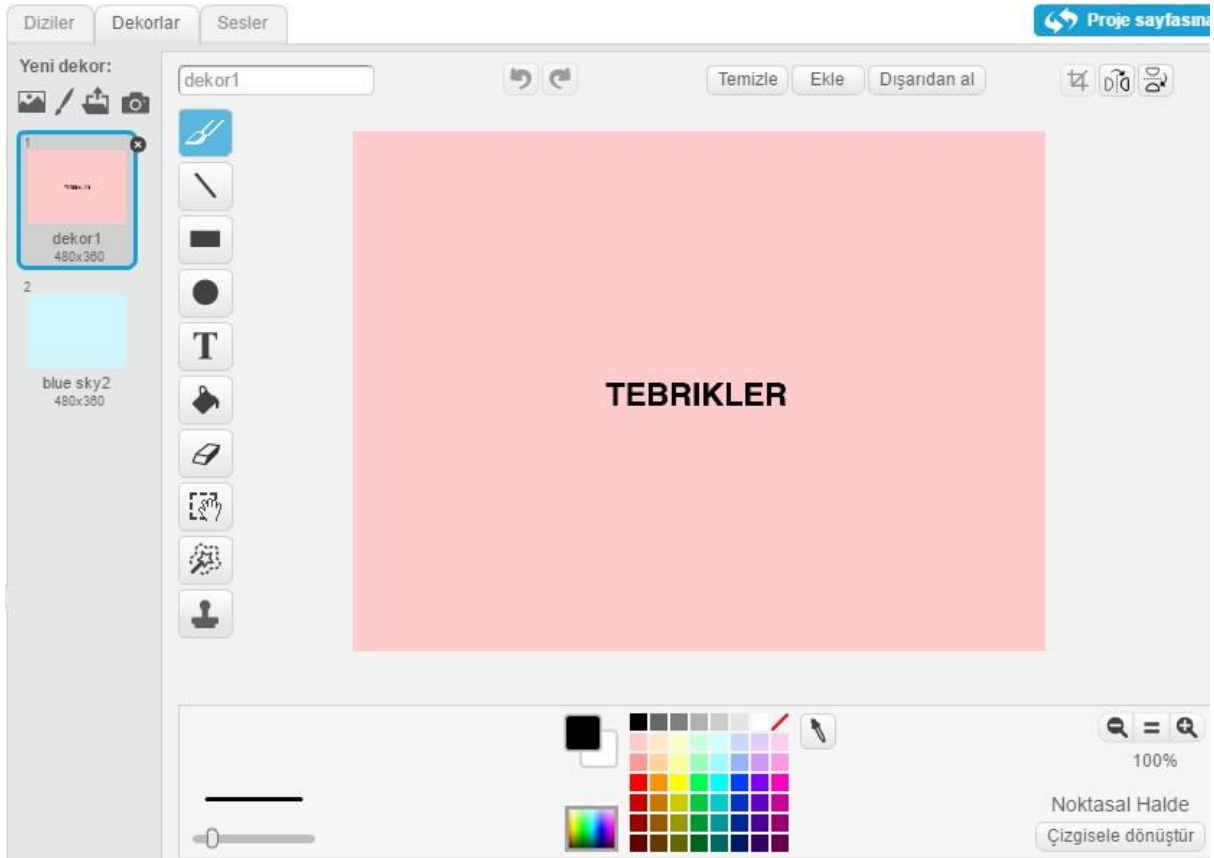 Diziler Dekorlar Sesler Proje sayfasına
Yeni dekor:
dekor1 Temizle Ekle Dışarıdan al
1
dekor1
480x360
2
blue sky2
480x360
T
TEBRIKLER
100%
Noktasal Halde
Çizgisele dönüştür